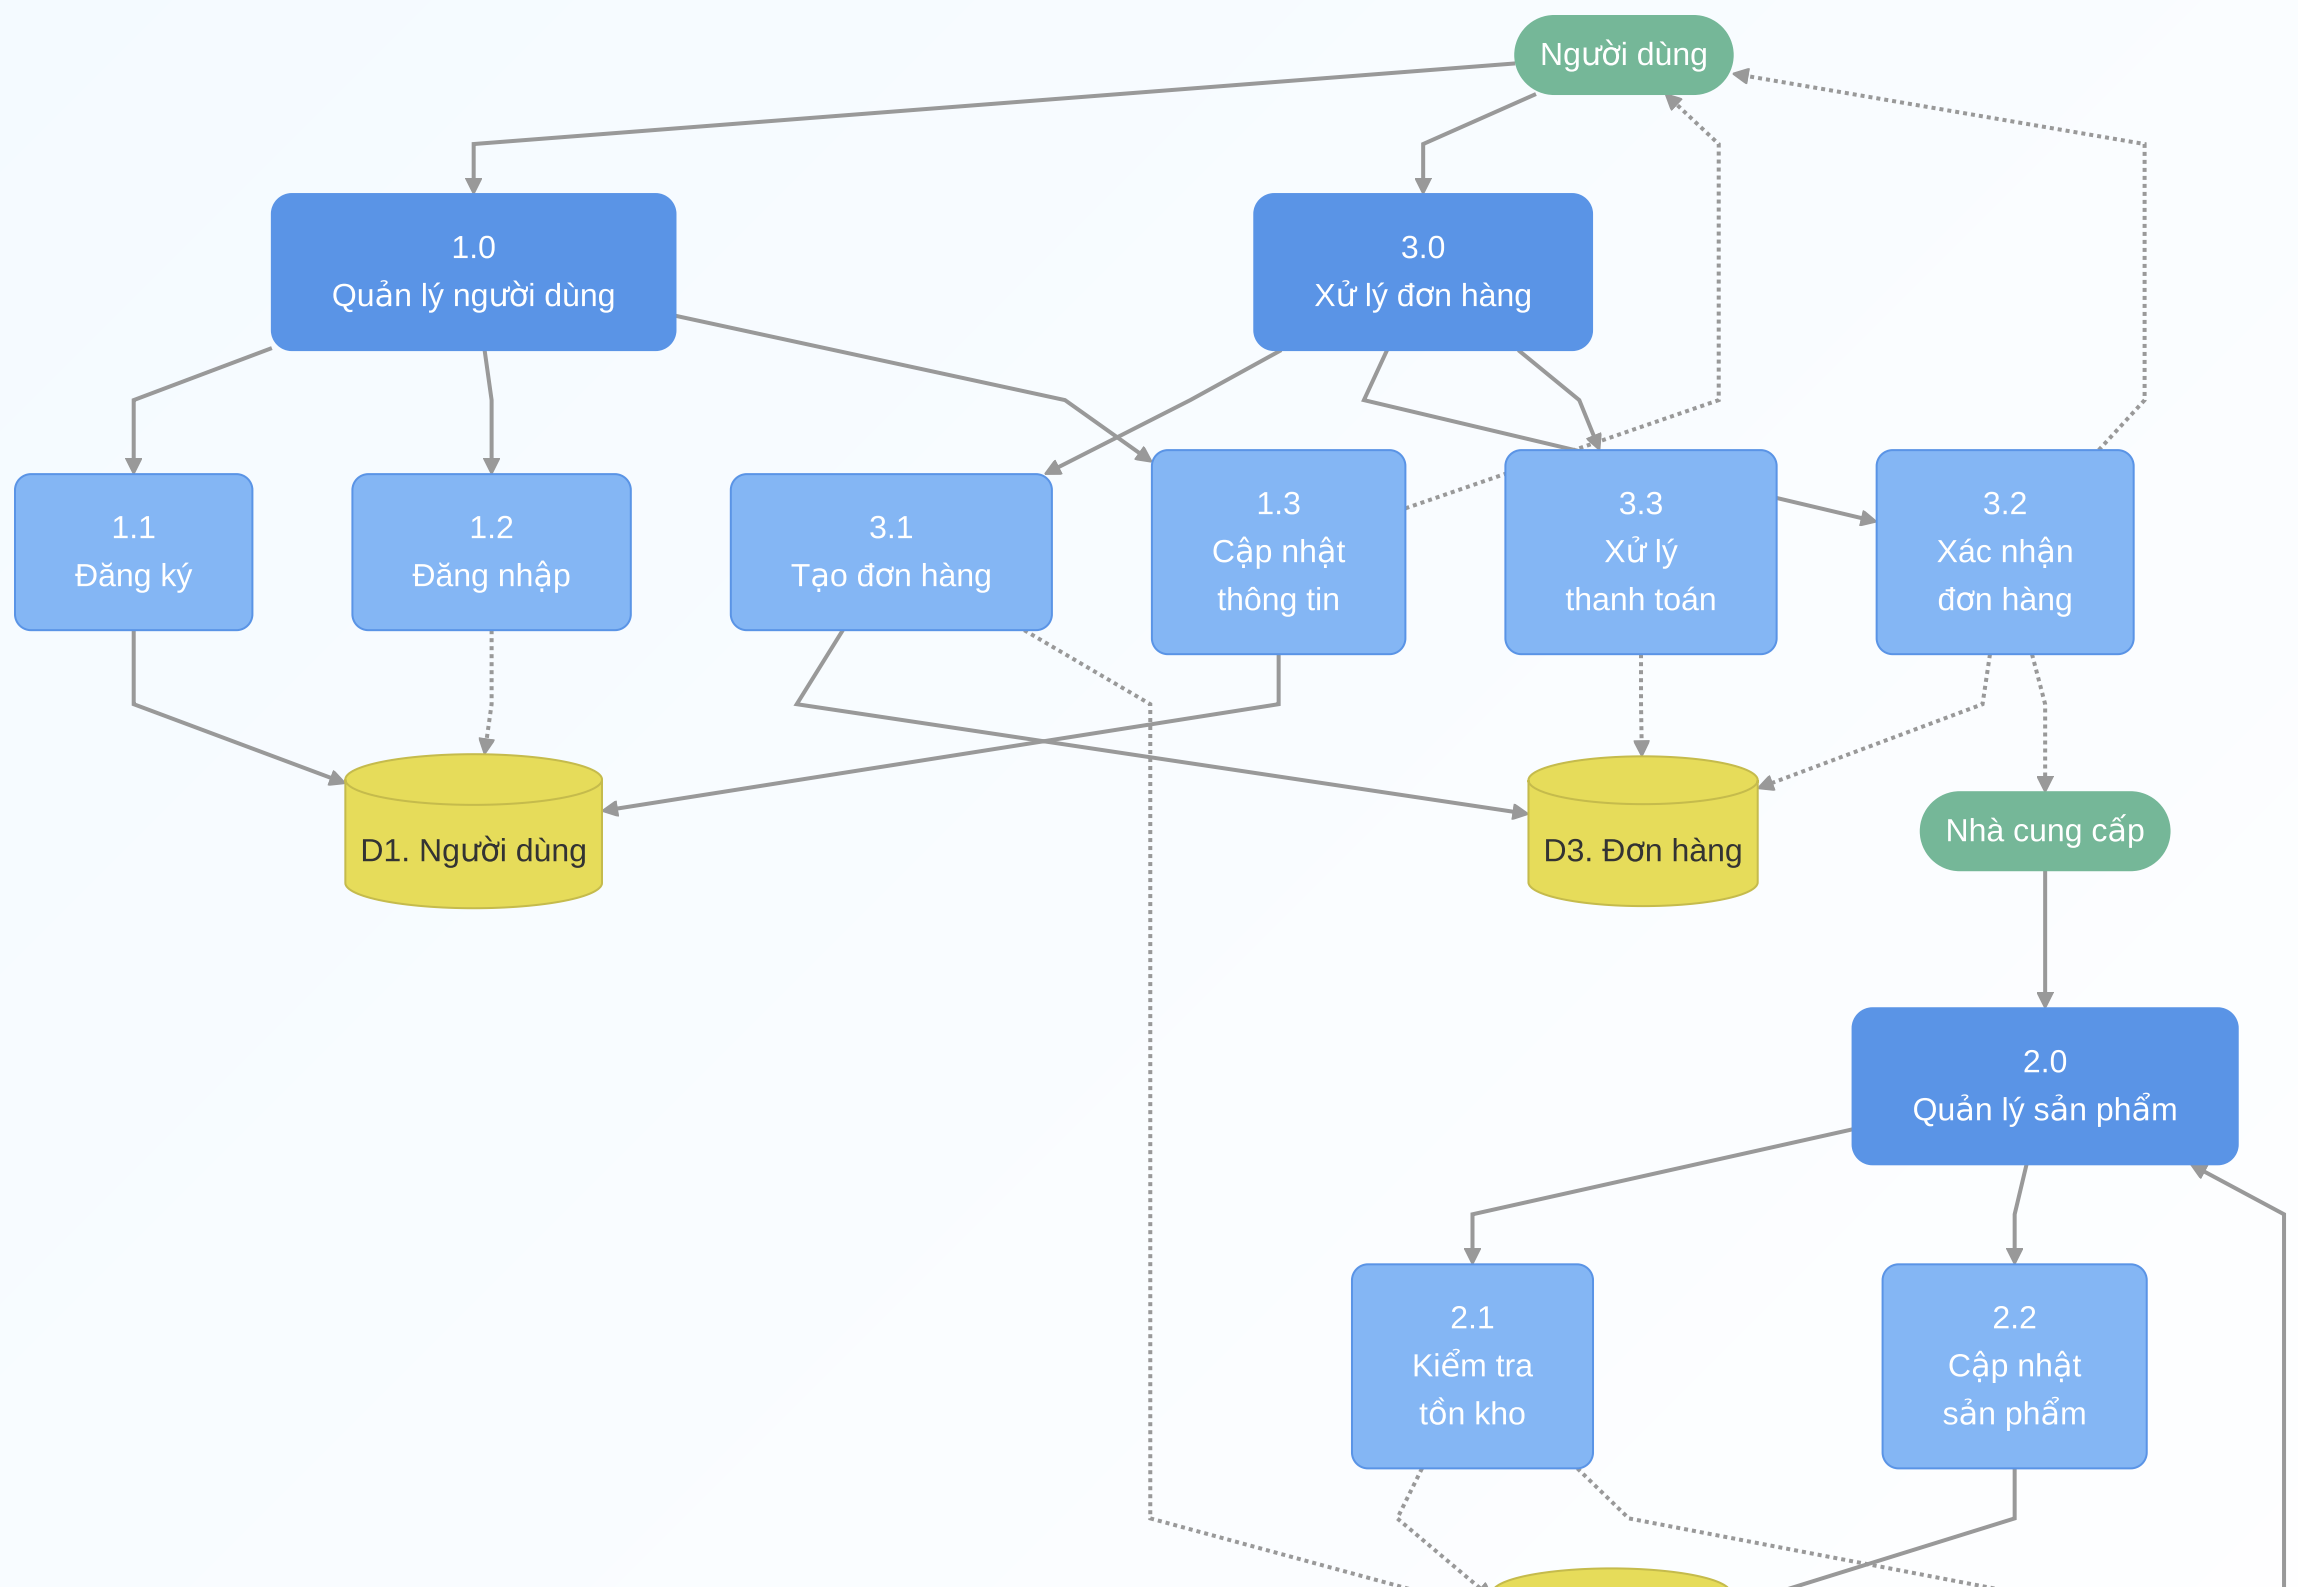 Người dùng
1.0
Quản lý người dùng
3.0
Xử lý đơn hàng
1.1
Đăng ký
1.2
Đăng nhập
3.1
Tạo đơn hàng
1.3
Cập nhật
thông tin
3.3
Xử lý
thanh toán
3.2
Xác nhận
đơn hàng
D1. Người dùng
D3. Đơn hàng
Nhà cung cấp
2.0
Quản lý sản phẩm
2.1
Kiểm tra
tồn kho
2.2
Cập nhật
sản phẩm